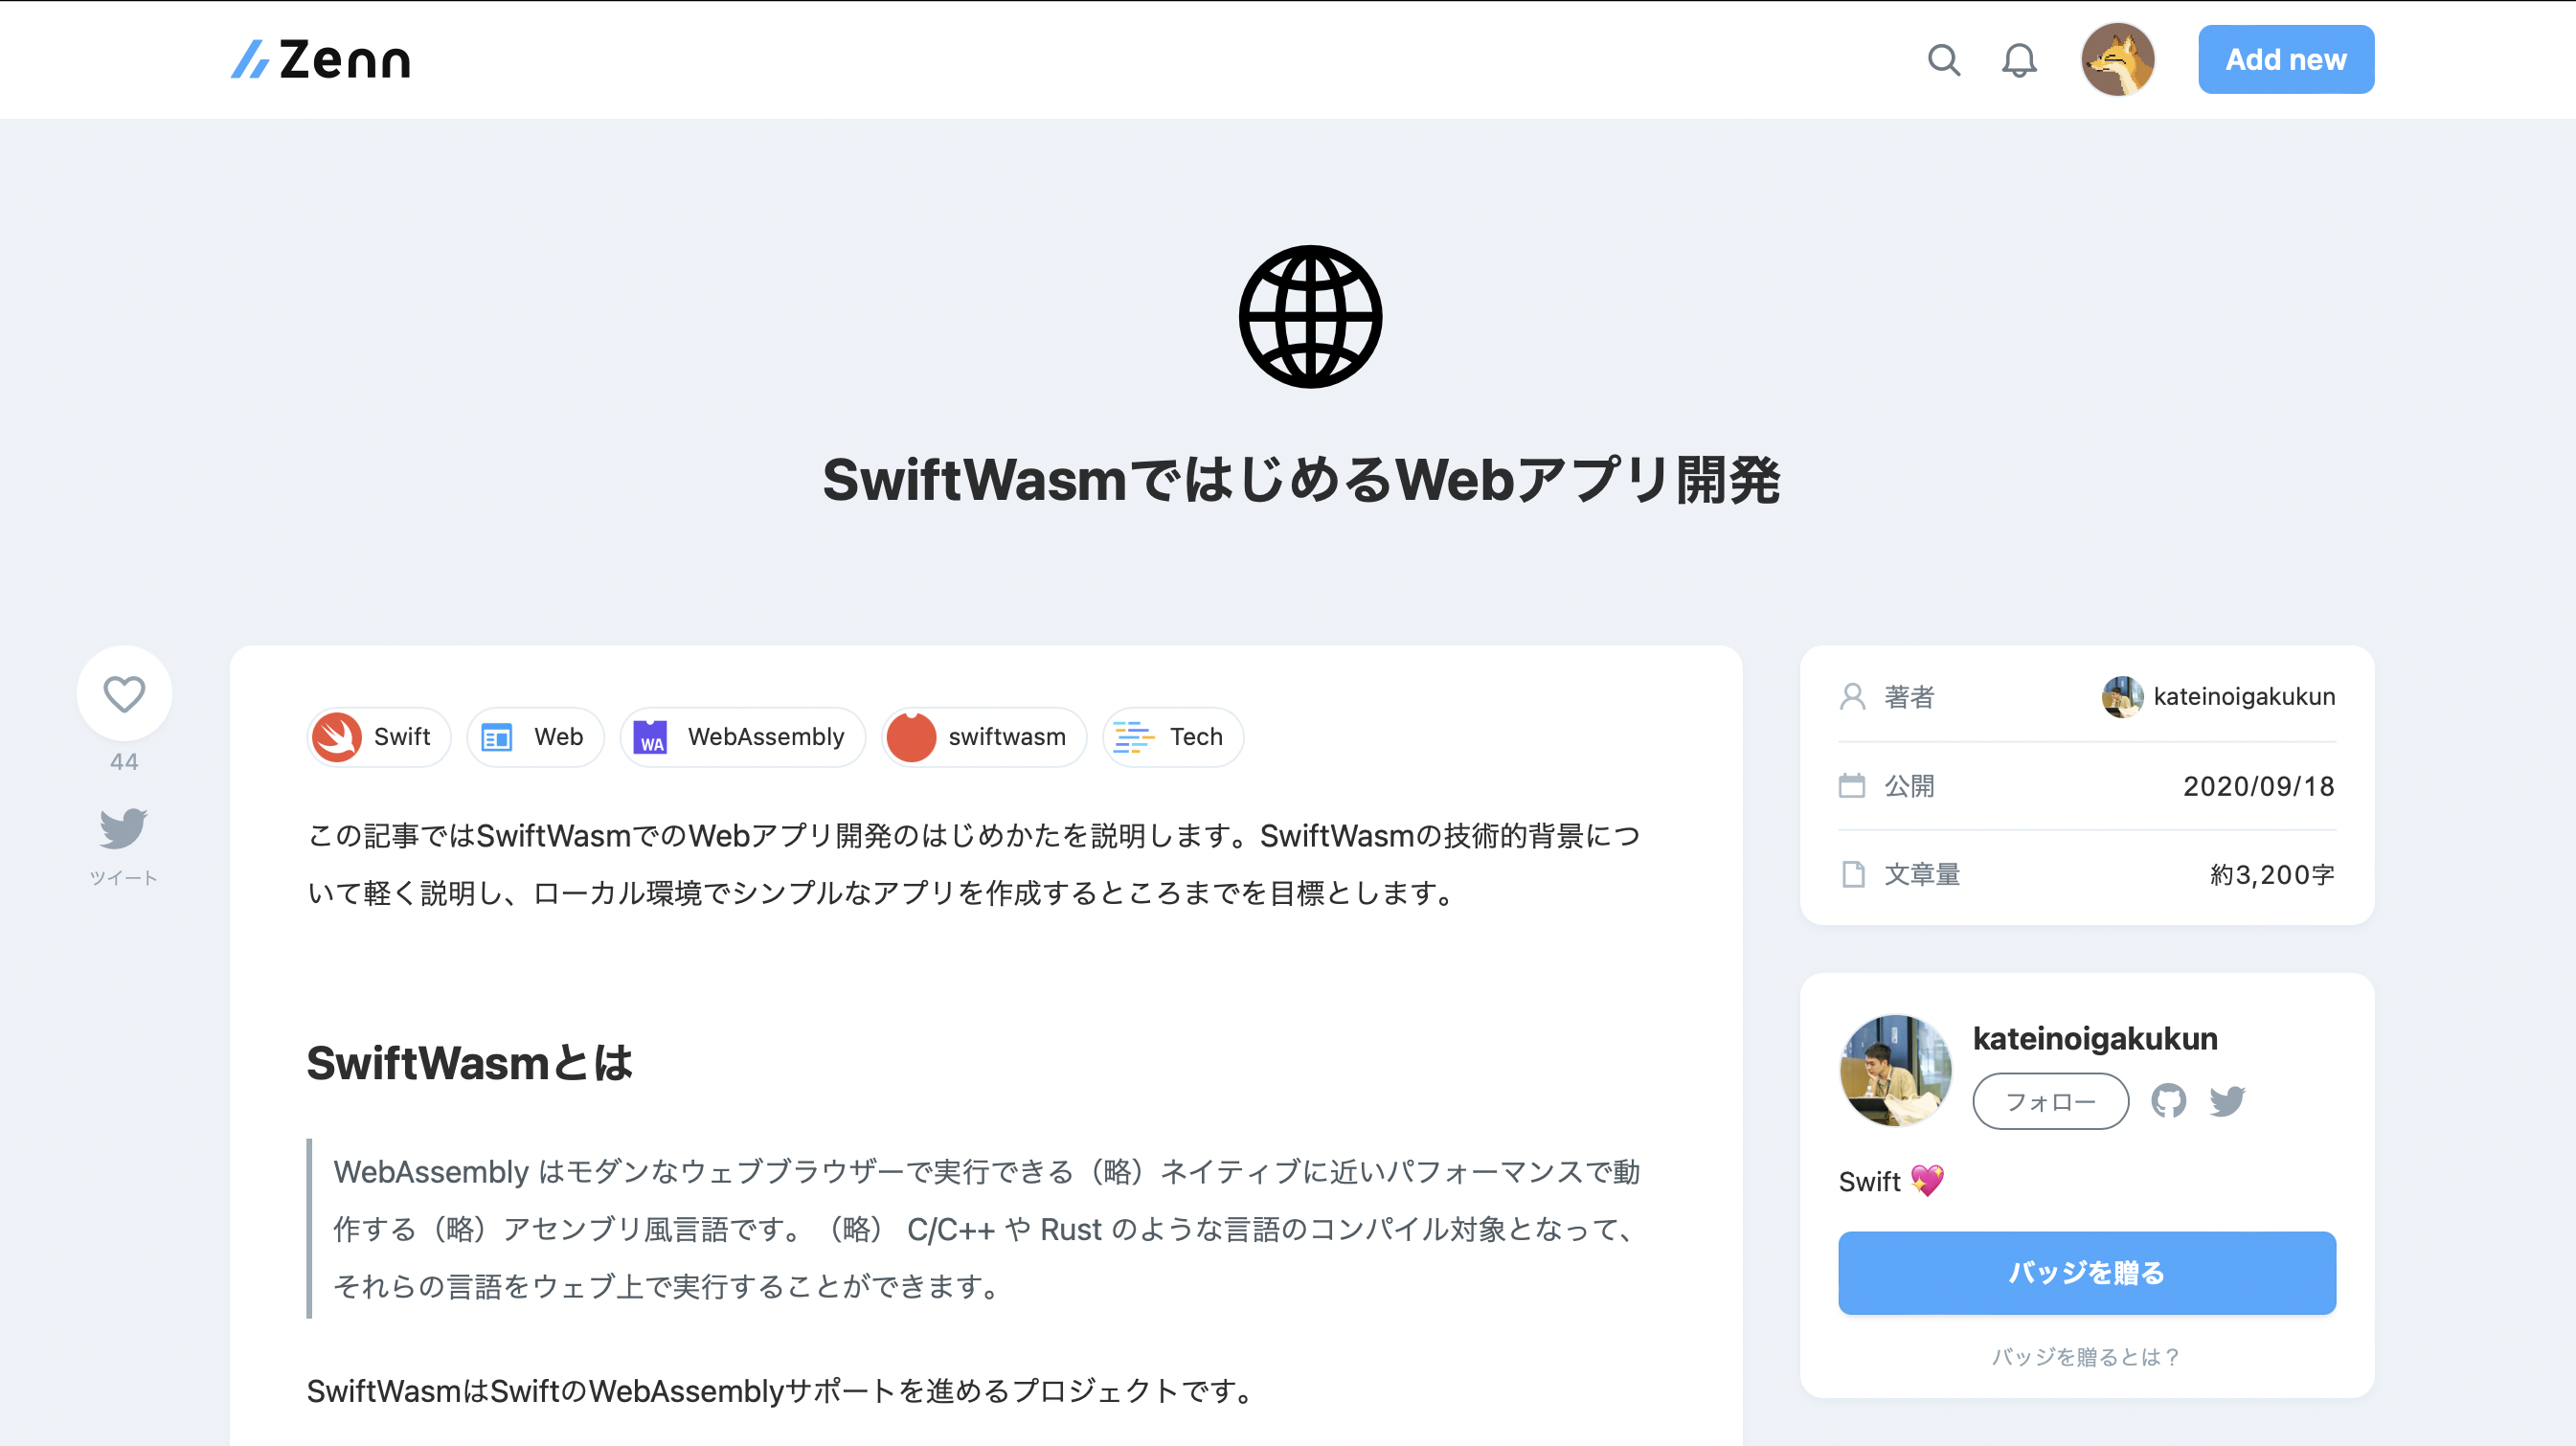 Zenn
Add new
SwiftWasmではじめるWebアプリ開発
44
ツイート
Swift
Web
WA
WebAssembly
swiftwasm
Tech
この記事ではSwiftWasmでのWebアプリ開発のはじめかたを説明します。SwiftWasmの技術的背景につ
いて軽く説明し、ローカル環境でシンプルなアプリを作成するところまでを目標とします。
SwiftWasmとは
WebAssembly はモダンなウェブブラウザーで実行できる（略）ネイティブに近いパフォーマンスで動
作する（略）アセンブリ風言語です。（略） C/C++ や Rust のような言語のコンパイル対象となって、
それらの言語をウェブ上で実行することができます。
SwiftWasmはSwiftのWebAssemblyサポートを進めるプロジェクトです。
著者 kateinoigakukun
公開 2020/09/18
文章量 約3,200字
kateinoigakukun
フォロー
Swift 💖
バッジを贈る
バッジを贈るとは？